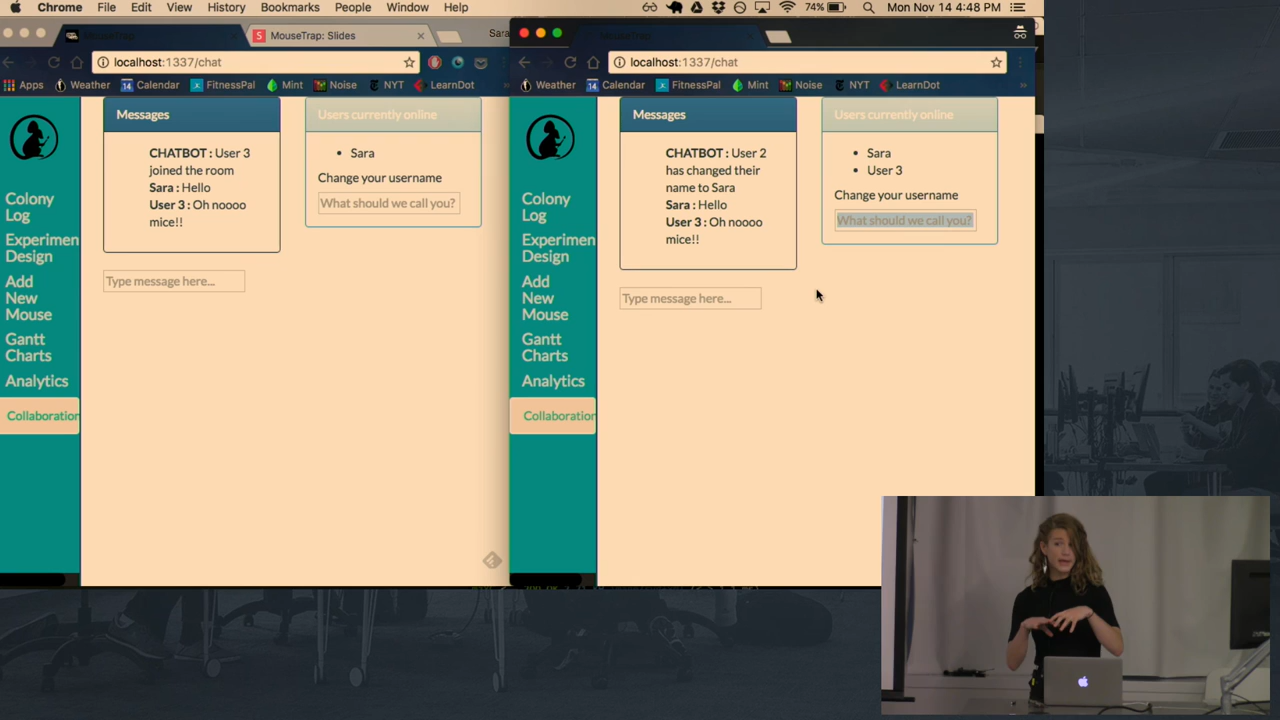 Chrome File Edit View History Bookmarks People Window Help 74% Mon Nov 14 4:48 PM
MouseTrap: Slides Sara
localhost:1337/chat
Apps Weather Calendar FitnessPal Mint Noise NYT LearnDot
Messages
CHATBOT : User 3
joined the room
Sara : Hello
User 3 : Oh noooo
mice!!
Type message here...
Users currently online
Sara
Change your username
What should we call you?
Colony
Log
Experimen
Design
Add
New
Mouse
Gantt
Charts
Analytics
Collaboration
localhost:1337/chat
Weather Calendar FitnessPal Mint Noise NYT LearnDot
Messages
CHATBOT : User 2
has changed their
name to Sara
Sara : Hello
User 3 : Oh noooo
mice!!
Type message here...
Users currently online
Sara
User 3
Change your username
What should we call you?
Colony
Log
Experimen
Design
Add
New
Mouse
Gantt
Charts
Analytics
Collaboration